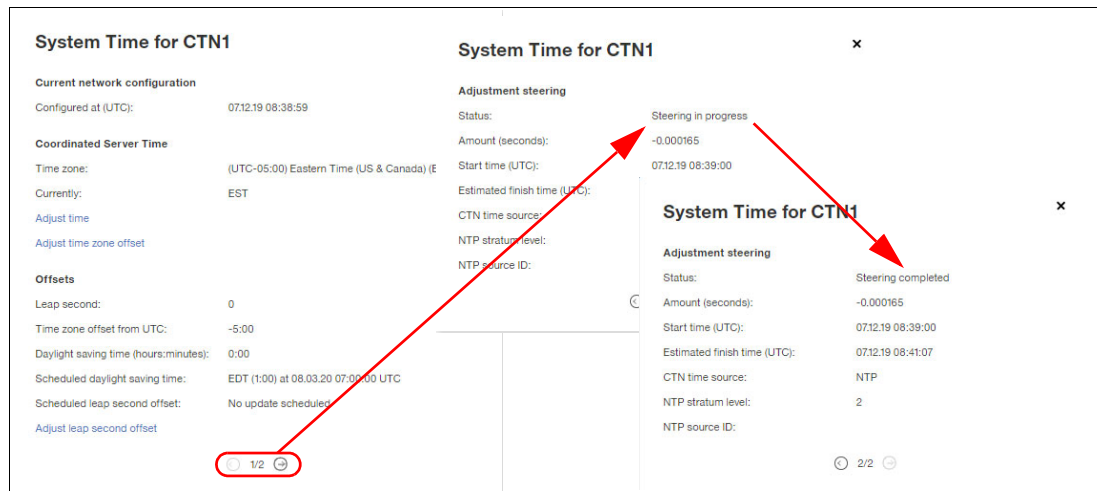 System Time for CTN1
Current network configuration
Configured at (UTC): 07.12.19 08:38:59
Coordinated Server Time
Time zone: (UTC-05:00) Eastern Time (US & Canada) (E
Currently: EST
Adjust time
Adjust time zone offset
Offsets
Leap second: 0
Time zone offset from UTC: -5:00
Daylight saving time (hours:minutes): 0:00
Scheduled daylight saving time: EDT (1:00) at 08.03.20 07:00:00 UTC
Scheduled leap second offset: No update scheduled
Adjust leap second offset
1/2
System Time for CTN1
Adjustment steering
Status: Steering in progress
Amount (seconds): -0.000165
Start time (UTC): 07.12.19 08:39:00
Estimated finish time (UTC):
CTN time source:
NTP stratum level:
NTP source ID:
System Time for CTN1
Adjustment steering
Status: Steering completed
Amount (seconds): -0.000165
Start time (UTC): 07.12.19 08:39:00
Estimated finish time (UTC): 07.12.19 08:41:07
CTN time source: NTP
NTP stratum level: 2
NTP source ID:
2/2